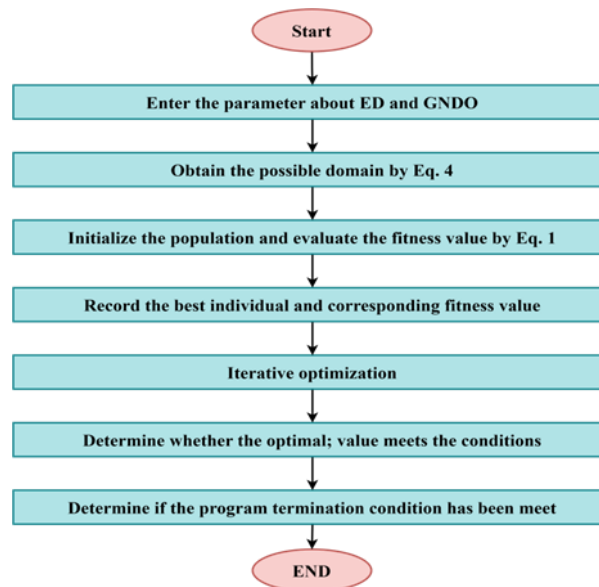 Start
Enter the parameter about ED and GNDO
Obtain the possible domain by Eq. 4
Initialize the population and evaluate the fitness value by Eq. 1
Record the best individual and corresponding fitness value
Iterative optimization
Determine whether the optimal; value meets the conditions
Determine if the program termination condition has been meet
END